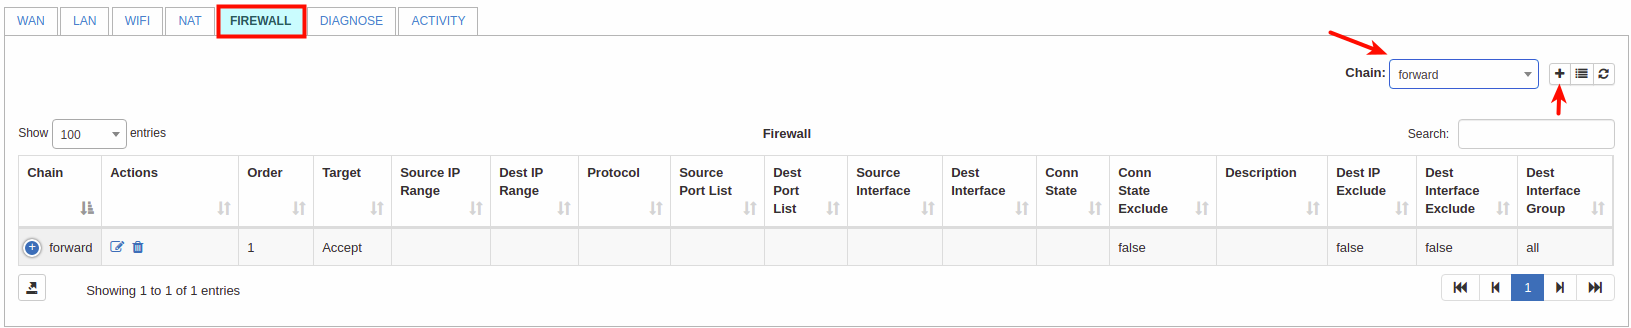 WAN LAN WIFI NAT FIREWALL DIAGNOSE ACTIVITY
Chain: forward
Show 100 entries Firewall Search:
Chain Actions Order Target Source IP Range Dest IP Range Protocol Source Port List Dest Port List Source Interface Dest Interface Conn State Conn State Exclude Description Dest IP Exclude Dest Interface Exclude Dest Interface Group
forward 1 Accept false false false all
Showing 1 to 1 of 1 entries 1